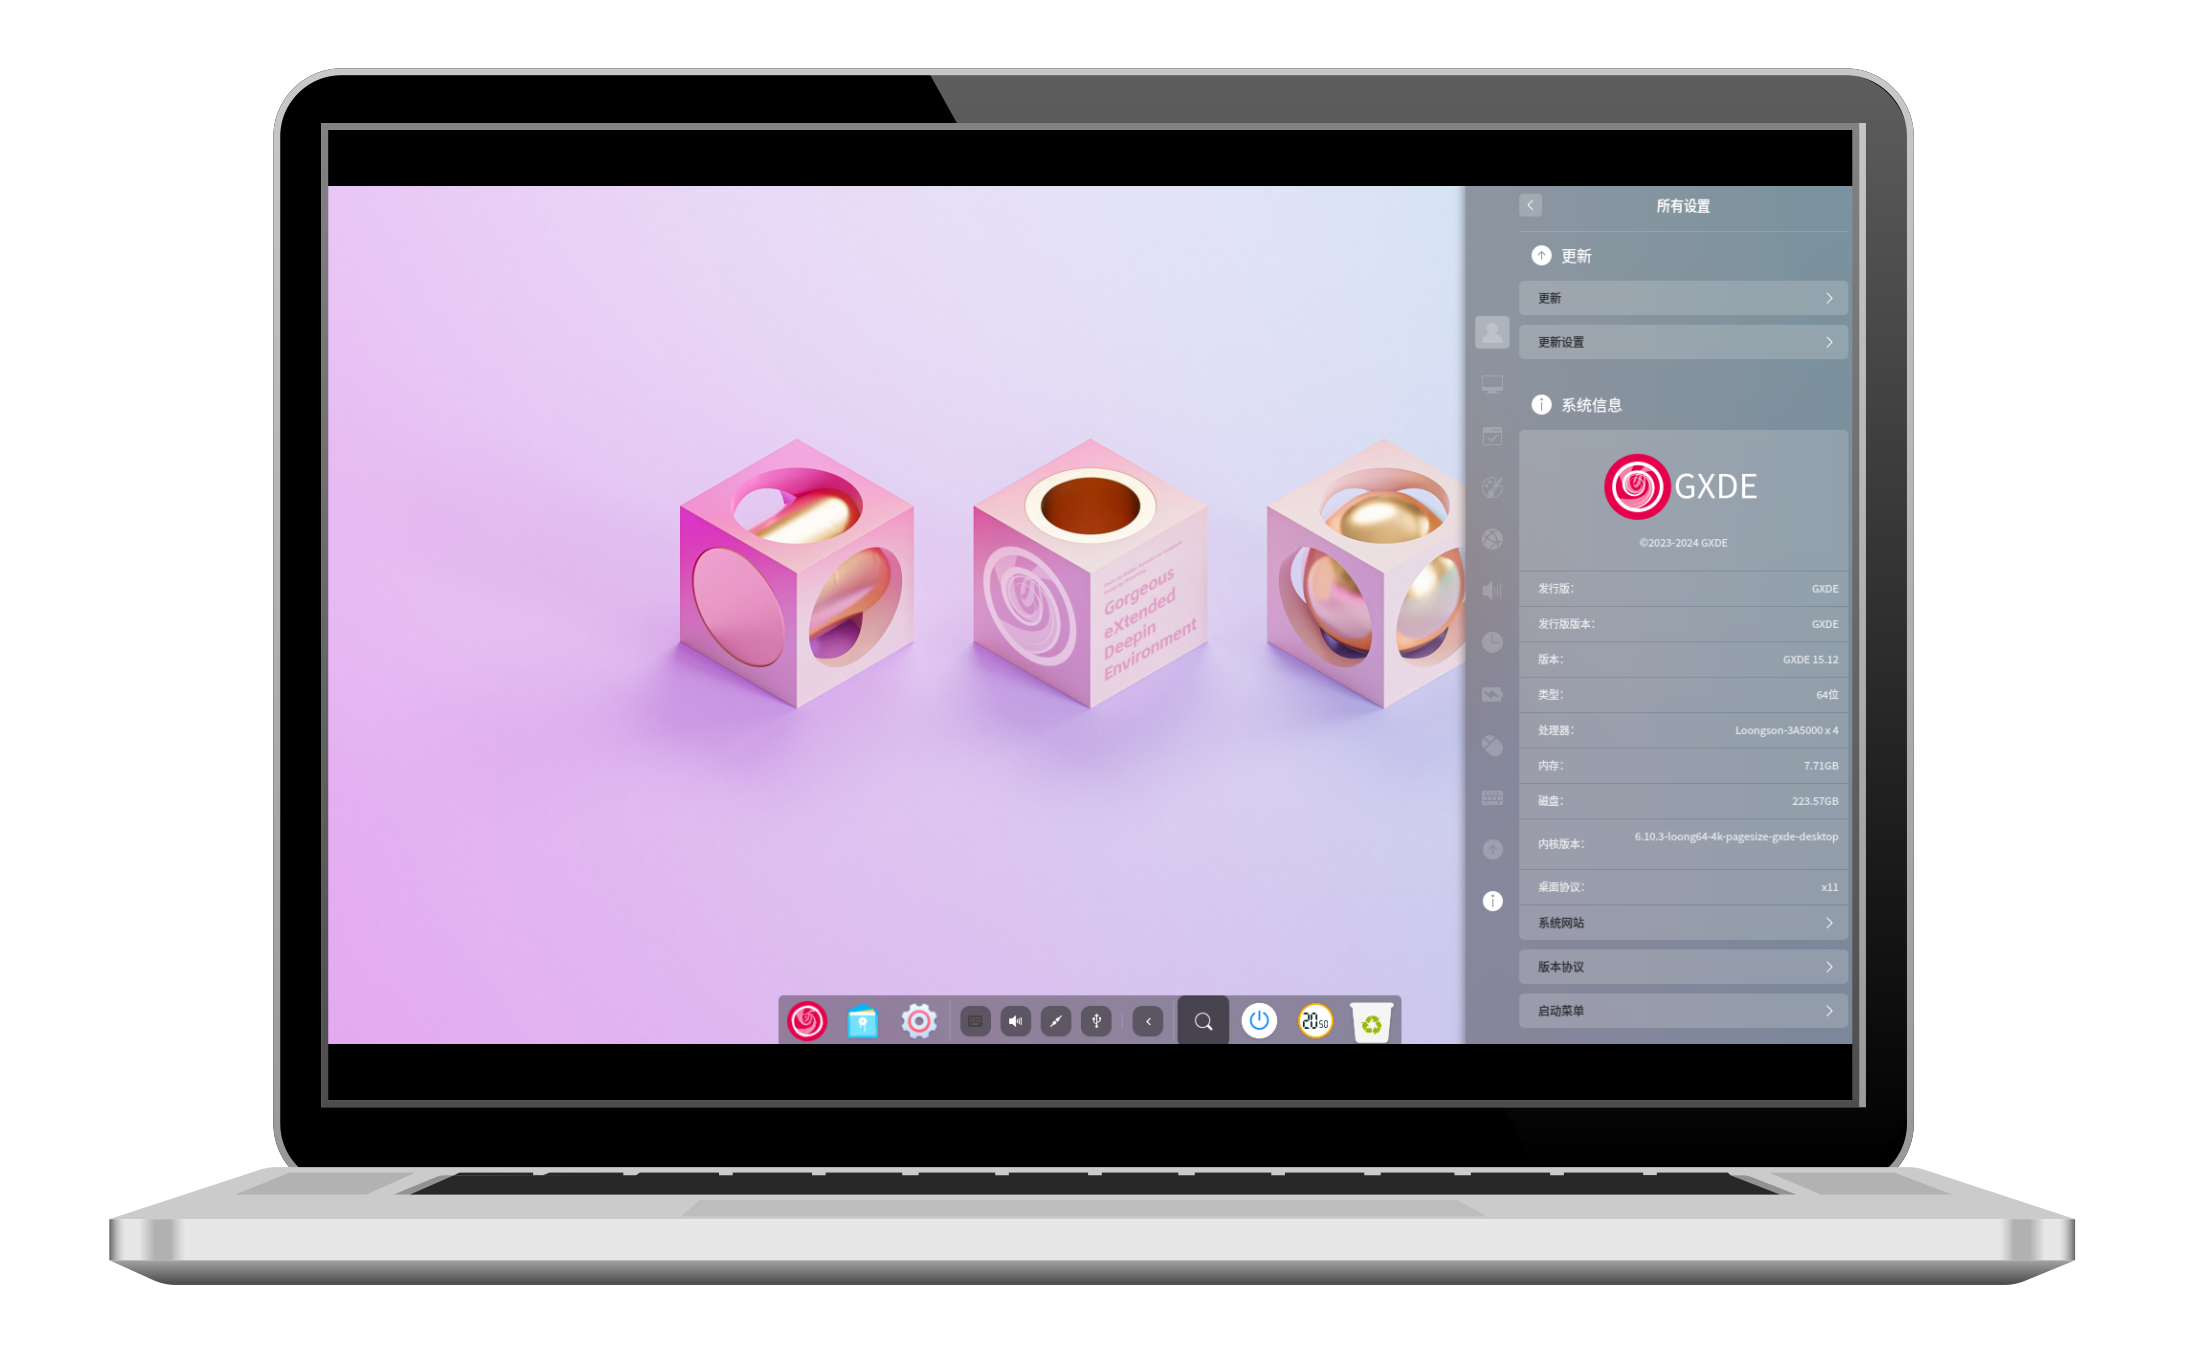 所有设置
更新
更新
更新设置
系统信息
GXDE
©2023-2024 GXDE
发行版： GXDE
发行版版本： GXDE
版本： GXDE 15.12
类型： 64位
处理器： Loongson-3A5000 x 4
内存： 7.71GB
磁盘： 223.57GB
内核版本： 6.10.3-loong64-4k-pagesize-gxde-desktop
桌面协议： x11
系统网站
版本协议
启动菜单
Gorgeous
eXtended
Deepin
Environment
20 50